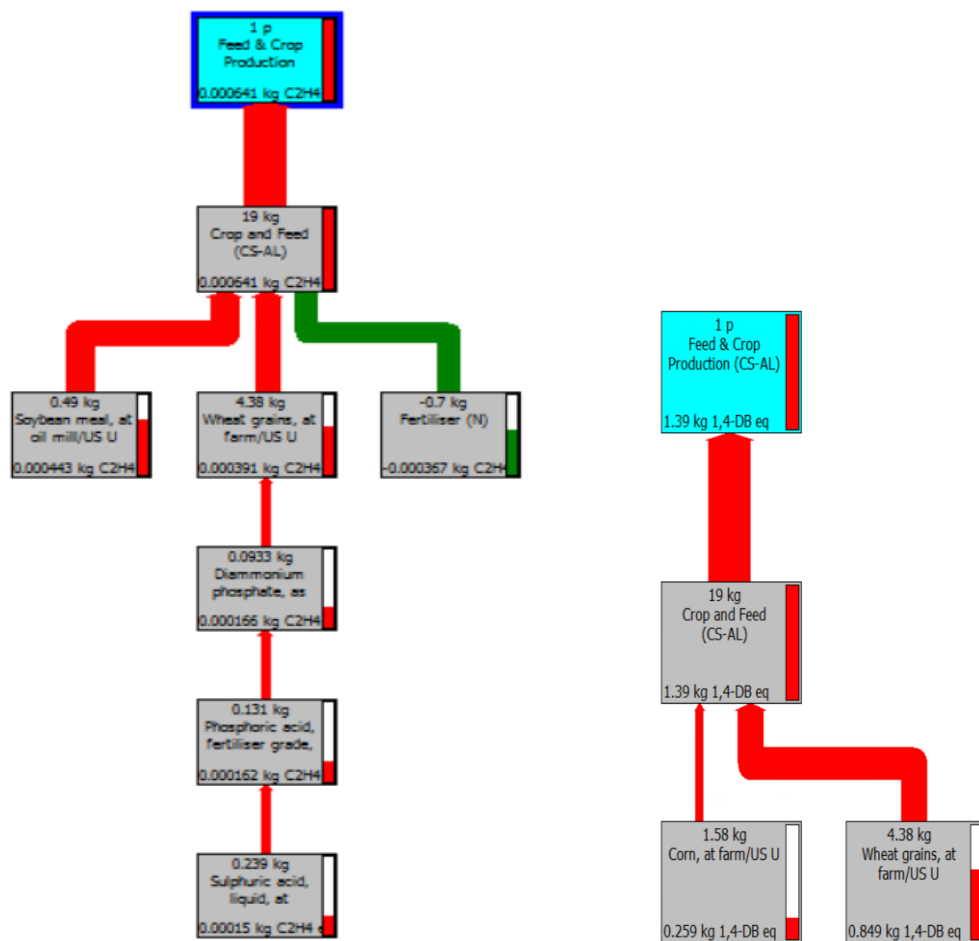 1 p
Feed & Crop
Production
0.000641 kg C2H4
19 kg
Crop and Feed
(CS-AL)
0.000641 kg C2H4
0.49 kg
Soybean meal, at
oil mill/US U
0.000443 kg C2H4
4.38 kg
Wheat grains, at
farm/US U
0.000391 kg C2H4
-0.7 kg
Fertiliser (N)
-0.000367 kg C2H4
0.0933 kg
Diammonium
phosphate, as
0.000166 kg C2H4
0.131 kg
Phosphoric acid,
fertiliser grade,
0.000162 kg C2H4
0.239 kg
Sulphuric acid,
liquid, at
0.00015 kg C2H4 e
1 p
Feed & Crop
Production (CS-AL)
1.39 kg 1,4-DB eq
19 kg
Crop and Feed
(CS-AL)
1.39 kg 1,4-DB eq
1.58 kg
Corn, at farm/US U
0.259 kg 1,4-DB eq
4.38 kg
Wheat grains, at
farm/US U
0.849 kg 1,4-DB eq